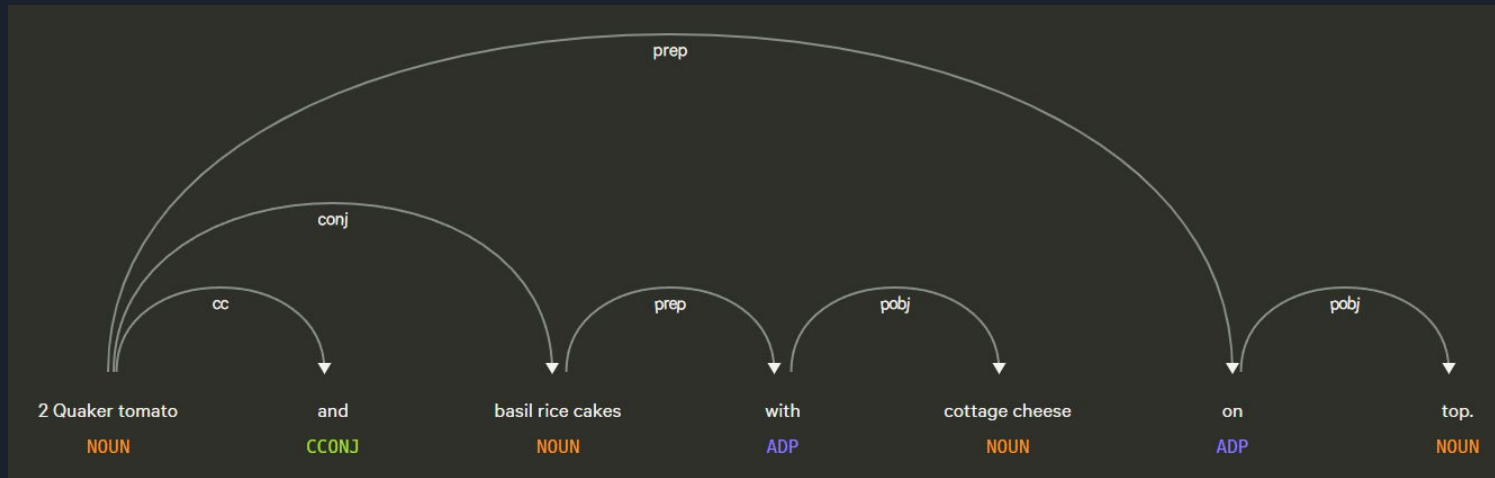 prep
conj
cc prep pobj pobj
2 Quaker tomato and basil rice cakes with cottage cheese on top.
NOUN CCONJ NOUN ADP NOUN ADP NOUN